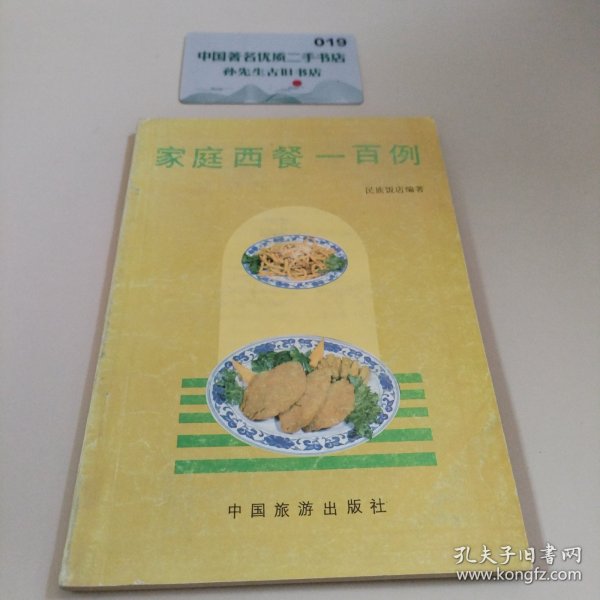 019
中国著名优质二手书店
孙先生古旧书店
家庭西餐一百例
民族饭店编著
中国旅游出版社
孔夫子旧书网
www.kongfz.com